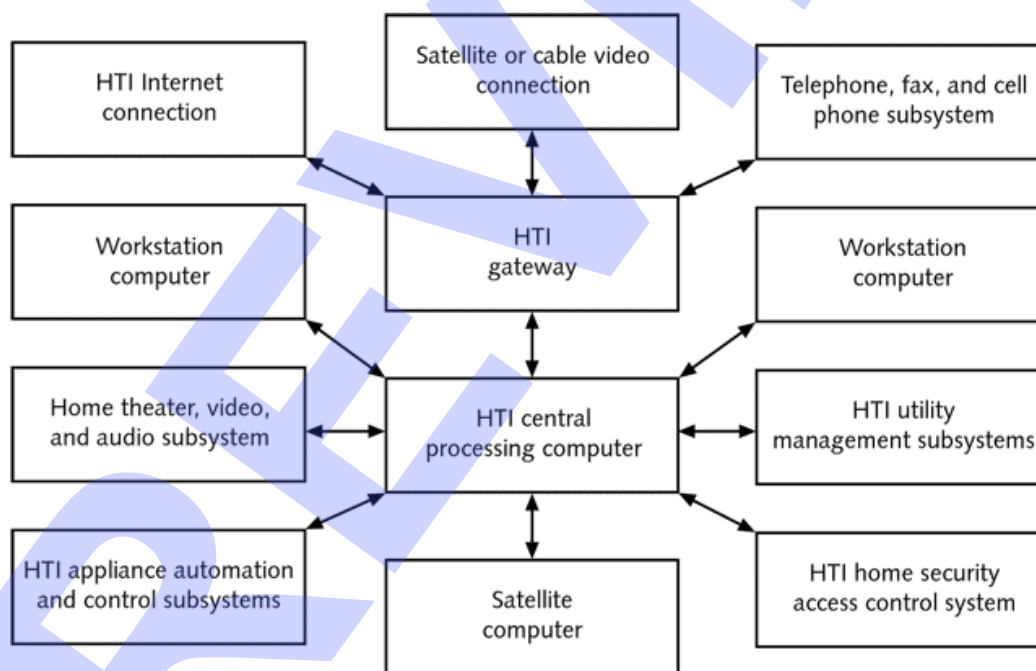 HTI Internet
connection
Satellite or cable video
connection
Telephone, fax, and cell
phone subsystem
Workstation
computer
HTI
gateway
Workstation
computer
Home theater, video,
and audio subsystem
HTI central
processing computer
HTI utility
management subsystems
HTI appliance automation
and control subsystems
Satellite
computer
HTI home security
access control system